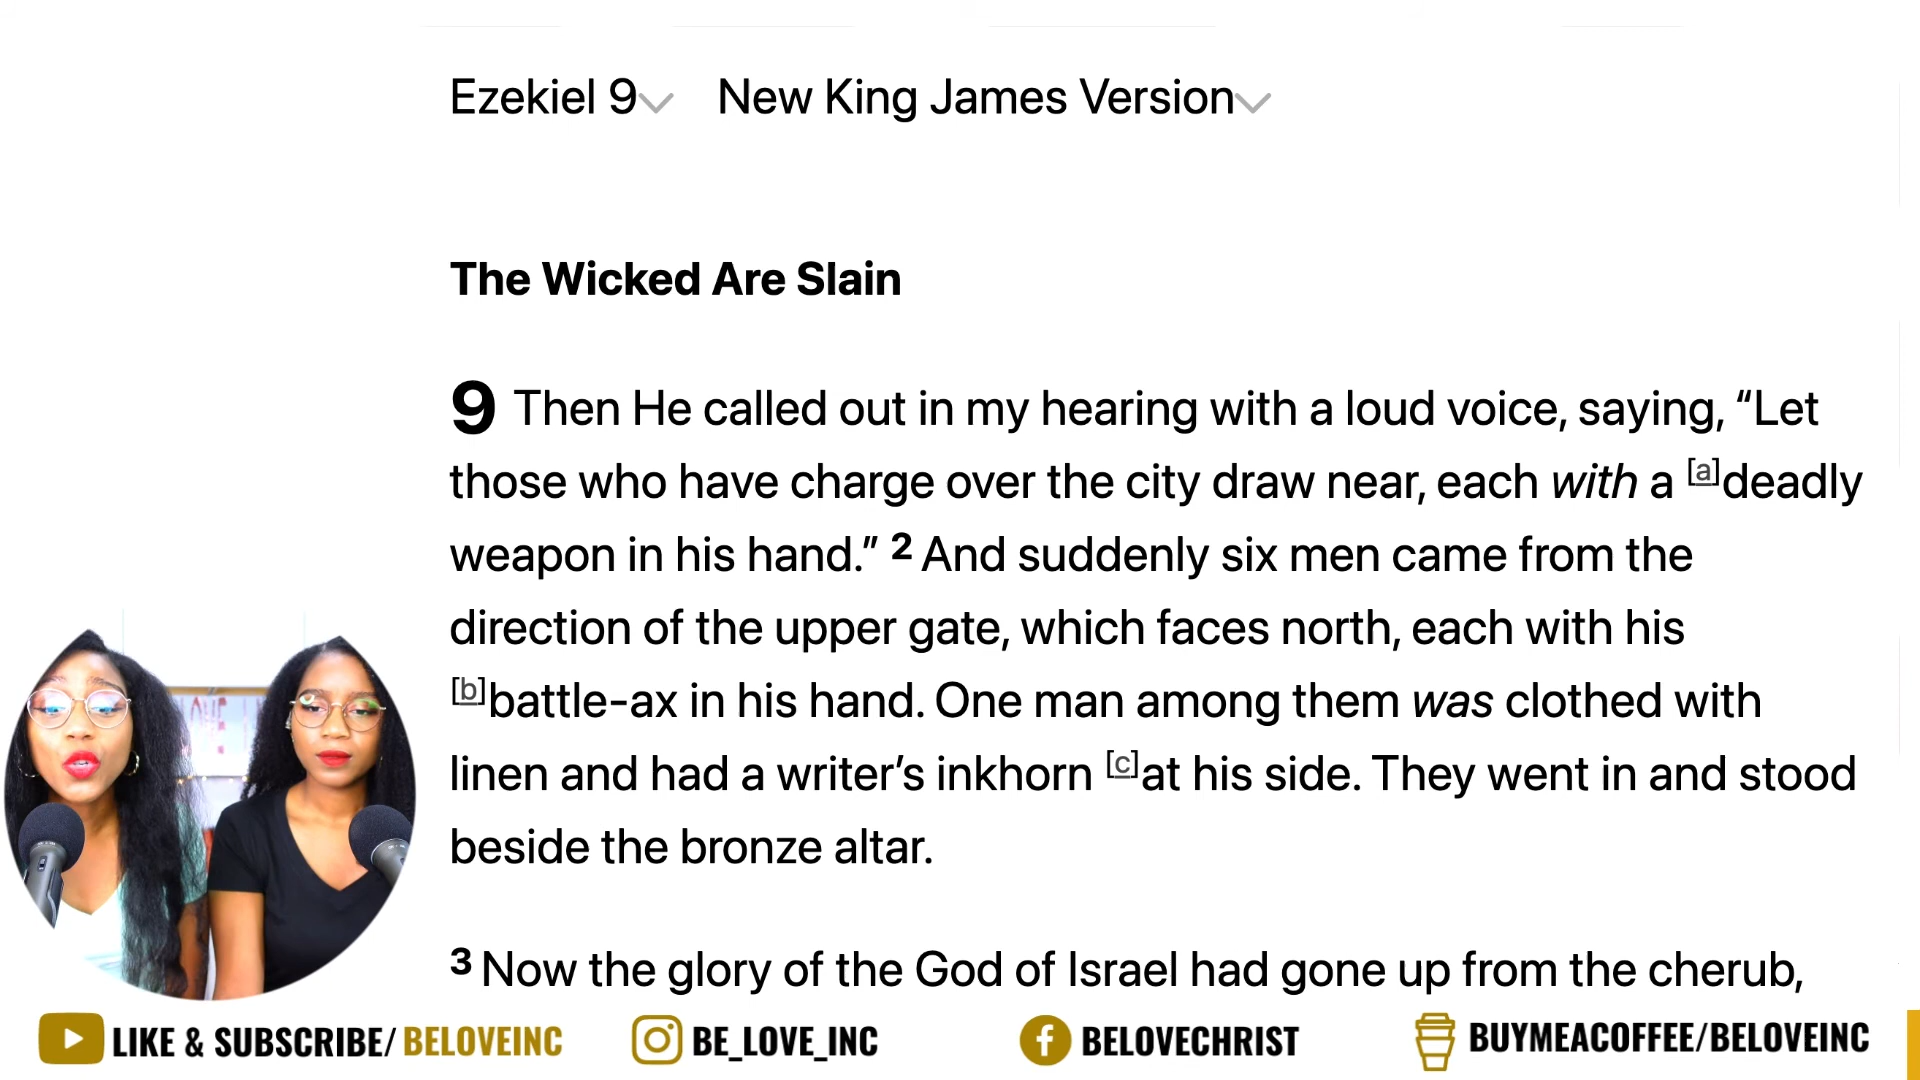 Ezekiel 9 New King James Version
The Wicked Are Slain
9 Then He called out in my hearing with a loud voice, saying, “Let
those who have charge over the city draw near, each with a [a]deadly
weapon in his hand.” 2 And suddenly six men came from the
direction of the upper gate, which faces north, each with his
[b]battle-ax in his hand. One man among them was clothed with
linen and had a writer’s inkhorn [c]at his side. They went in and stood
beside the bronze altar.
3 Now the glory of the God of Israel had gone up from the cherub,
LIKE & SUBSCRIBE/ BELOVEINC BE_LOVE_INC BELOVECHRIST BUYMEACOFFEE/BELOVEINC